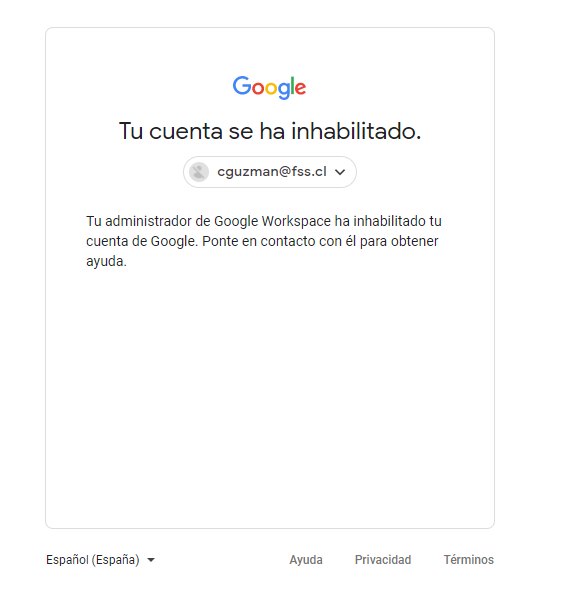 Google
Tu cuenta se ha inhabilitado.
cguzman@fss.cl
Tu administrador de Google Workspace ha inhabilitado tu
cuenta de Google. Ponte en contacto con él para obtener
ayuda.
Español (España)
Ayuda
Privacidad
Términos